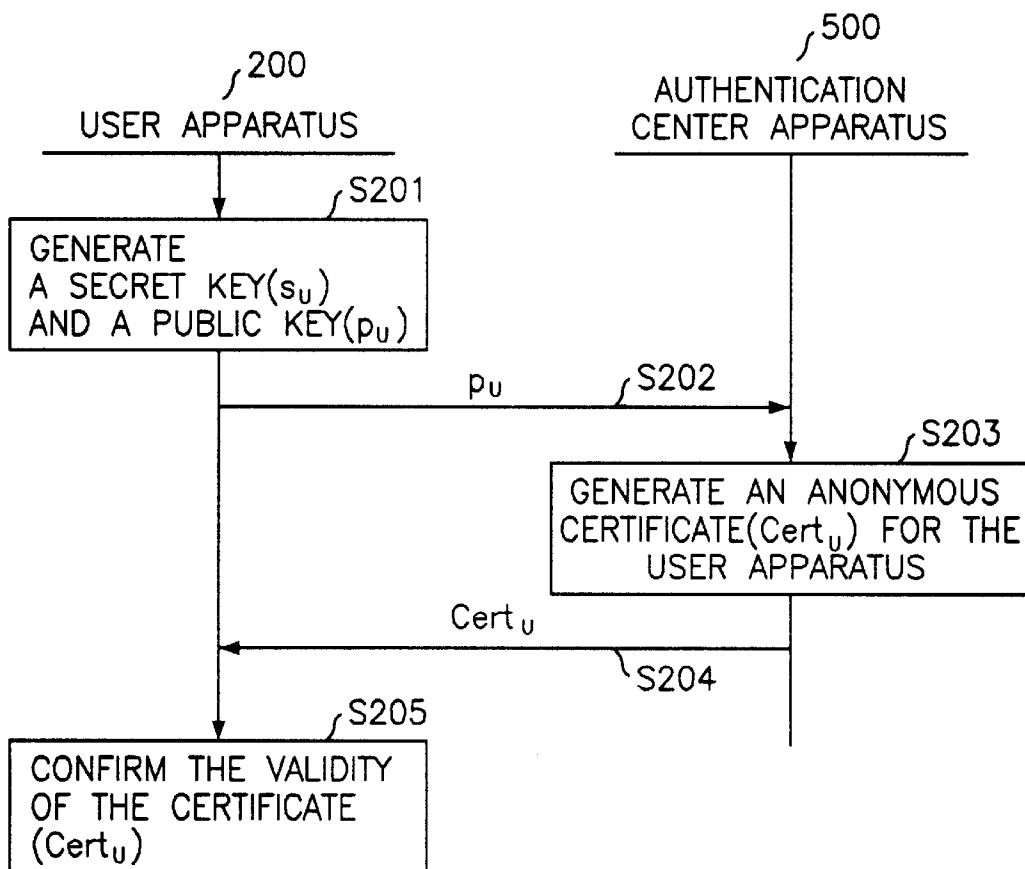 200
USER APPARATUS
500
AUTHENTICATION
CENTER APPARATUS
S201
GENERATE
A SECRET KEY(sU)
AND A PUBLIC KEY(pU)
pU
S202
S203
GENERATE AN ANONYMOUS
CERTIFICATE(CertU) FOR THE
USER APPARATUS
CertU
S204
S205
CONFIRM THE VALIDITY
OF THE CERTIFICATE
(CertU)